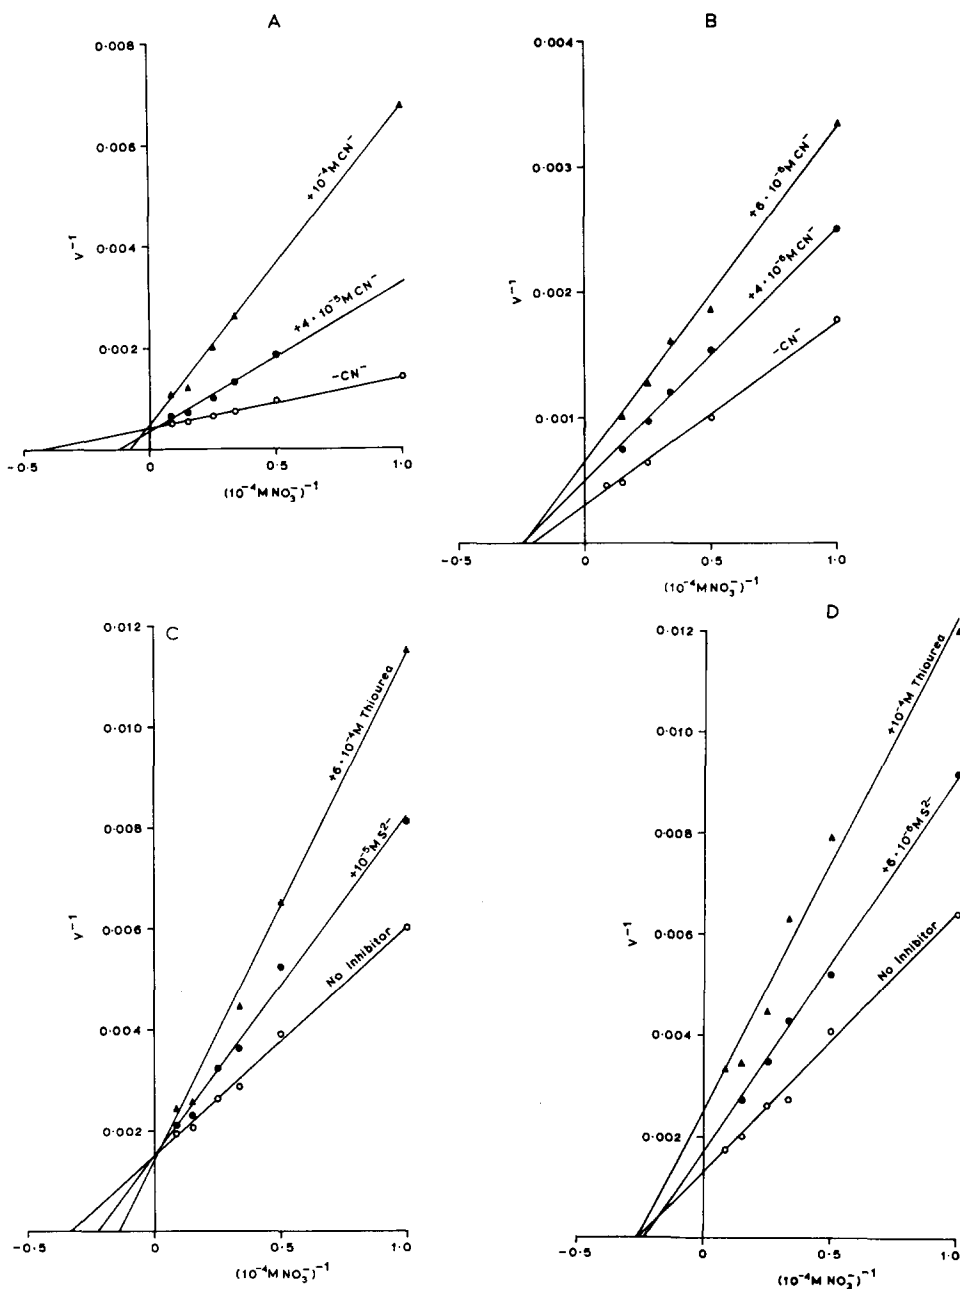 A
0·008
0·006
0·004
0·002
V⁻¹
+10⁻⁴M CN⁻
+4·10⁻⁵M CN⁻
-CN⁻
-0·5
0
0·5
1·0
(10⁻⁴M NO₃⁻)⁻¹
B
0·004
0·003
0·002
0·001
V⁻¹
+6·10⁻⁶M CN⁻
+4·10⁻⁶M CN⁻
-CN⁻
-0·5
0
0·5
1.0
(10⁻⁴M NO₃⁻)⁻¹
C
0·012
0·010
0·008
0·006
0·004
0·002
V⁻¹
+6·10⁻⁴M Thiourea
+10⁻⁵M S²⁻
No Inhibitor
-0·5
0
0·5
1·0
(10⁻⁴M NO₃⁻)⁻¹
D
0·012
0·010
0·008
0·006
0·004
0·002
V⁻¹
+10⁻⁴M Thiourea
+6·10⁻⁶M S²⁻
No Inhibitor
-0·5
0
0·5
1·0
(10⁻⁴M NO₃⁻)⁻¹